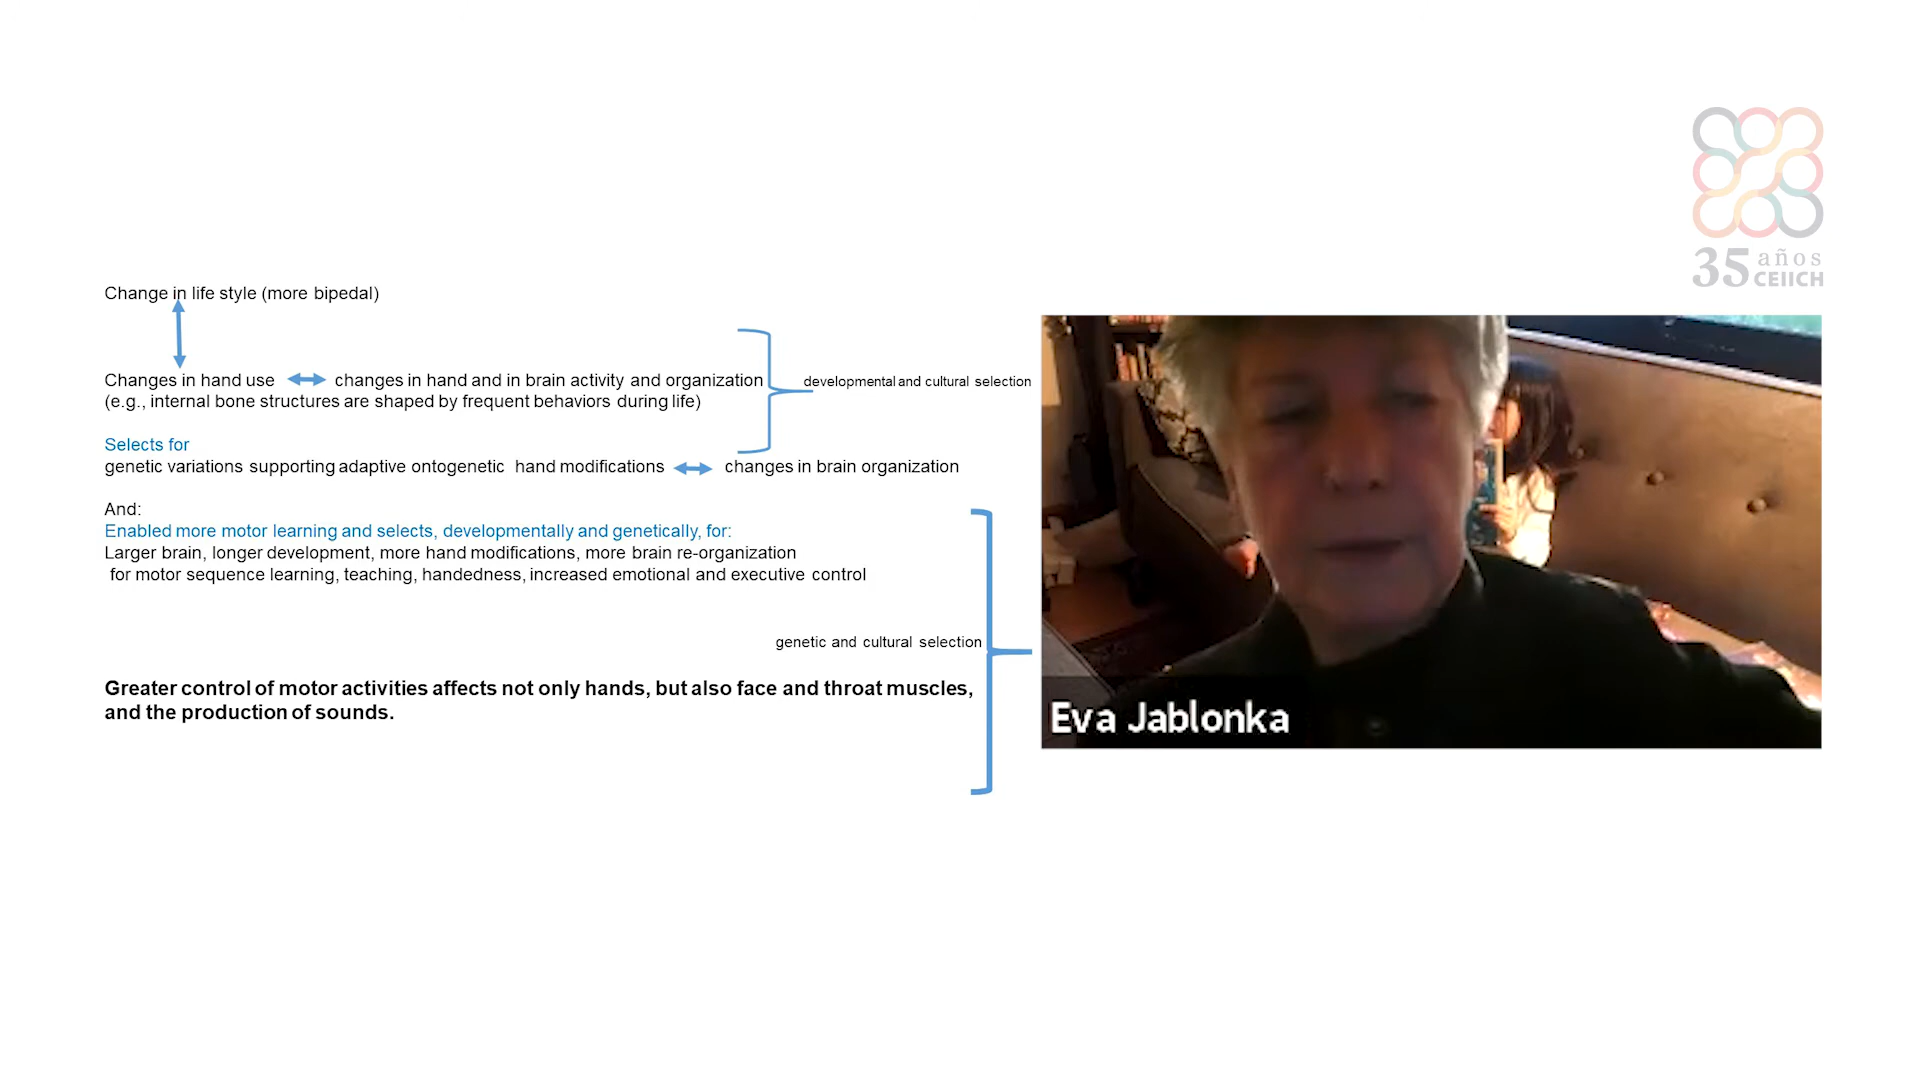 35 años
CEIICH
Change in life style (more bipedal)
Changes in hand use changes in hand and in brain activity and organization
developmental and cultural selection
(e.g., internal bone structures are shaped by frequent behaviors during life)
Selects for
genetic variations supporting adaptive ontogenetic hand modifications changes in brain organization
And:
Enabled more motor learning and selects, developmentally and genetically, for:
Larger brain, longer development, more hand modifications, more brain re-organization
for motor sequence learning, teaching, handedness, increased emotional and executive control
genetic and cultural selection
Greater control of motor activities affects not only hands, but also face and throat muscles,
and the production of sounds.
Eva Jablonka